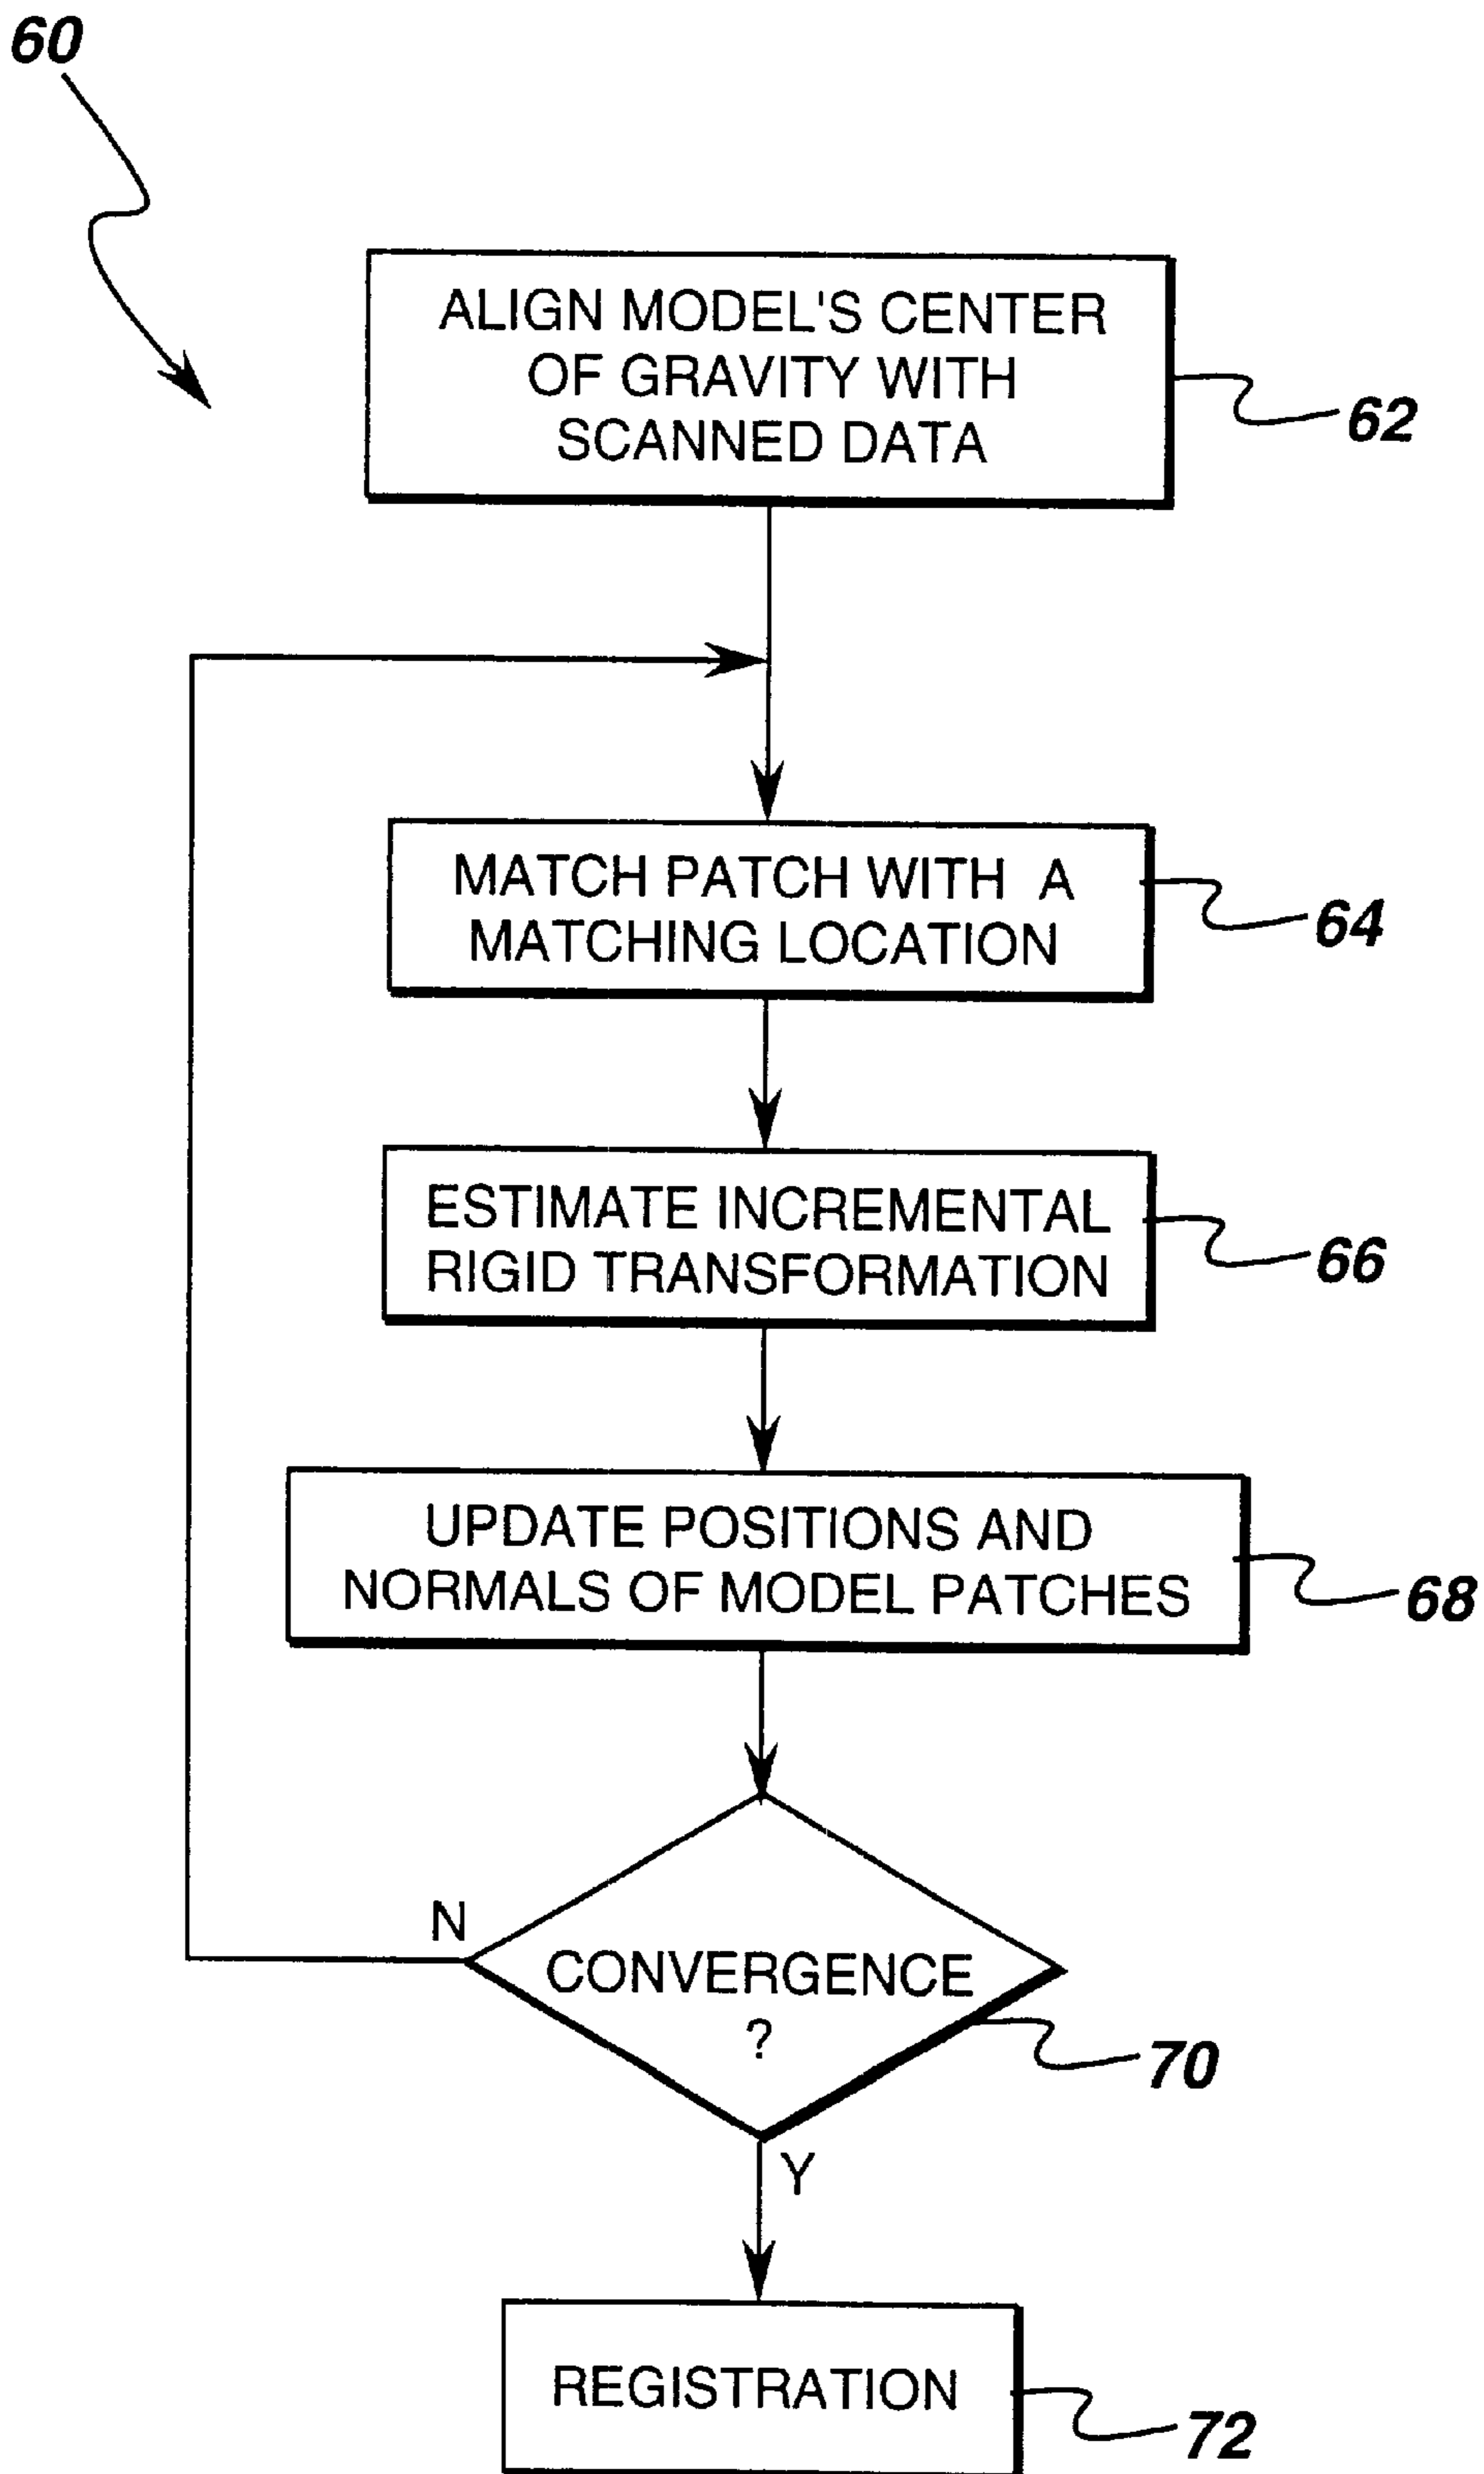 60
ALIGN MODEL'S CENTER
OF GRAVITY WITH
SCANNED DATA
62
MATCH PATCH WITH A
MATCHING LOCATION
64
ESTIMATE INCREMENTAL
RIGID TRANSFORMATION
66
UPDATE POSITIONS AND
NORMALS OF MODEL PATCHES
68
N
CONVERGENCE
?
70
Y
REGISTRATION
72